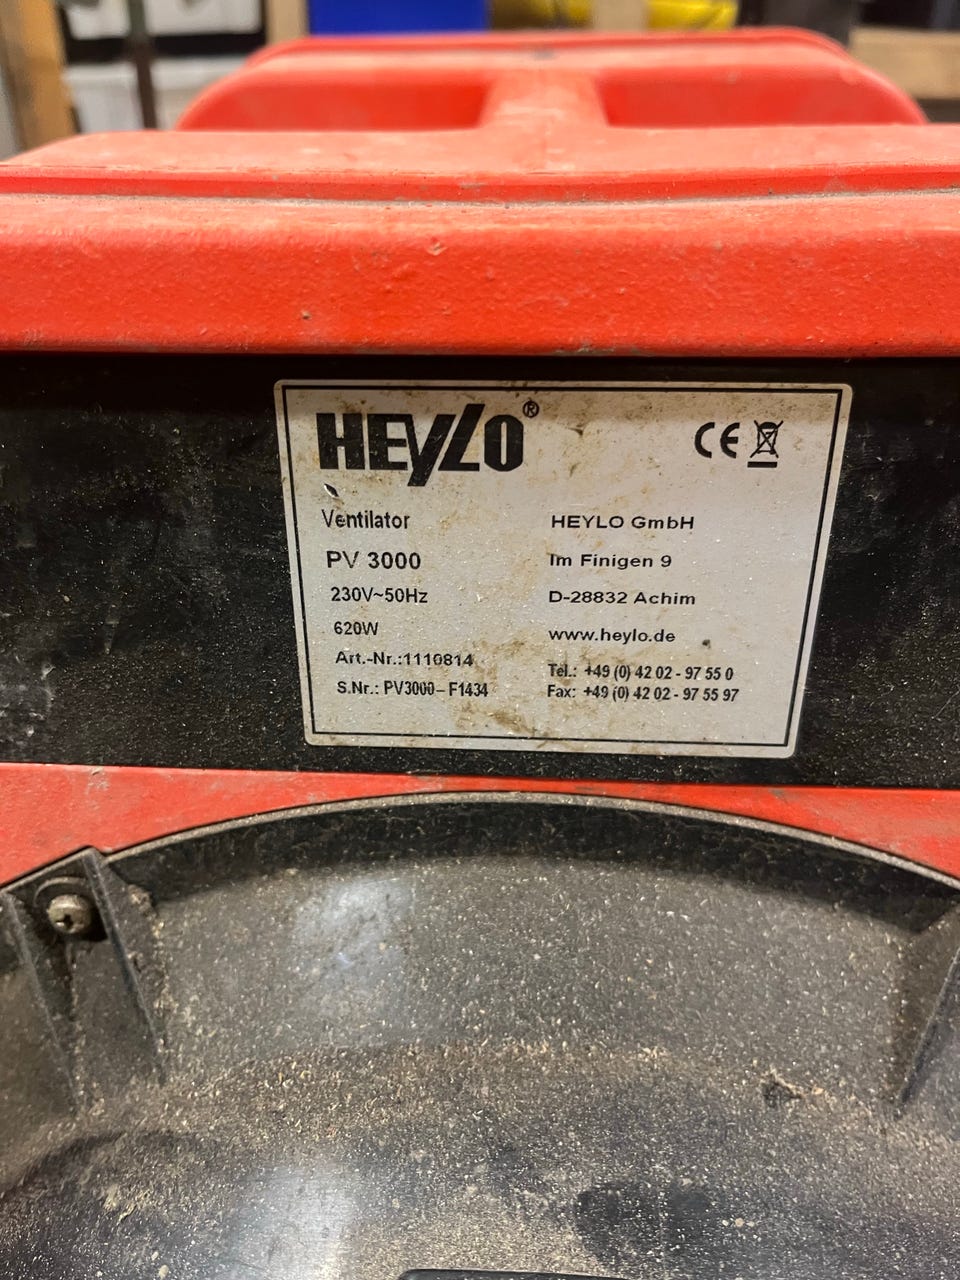 HEYLO®
CE
Ventilator
PV 3000
230V~50Hz
620W
Art.-Nr.:1110814
S.Nr.: PV3000– F1434
HEYLO GmbH
Im Finigen 9
D-28832 Achim
www.heylo.de
Tel.: +49 (0) 42 02 - 97 55 0
Fax: +49 (0) 42 02 - 97 55 97